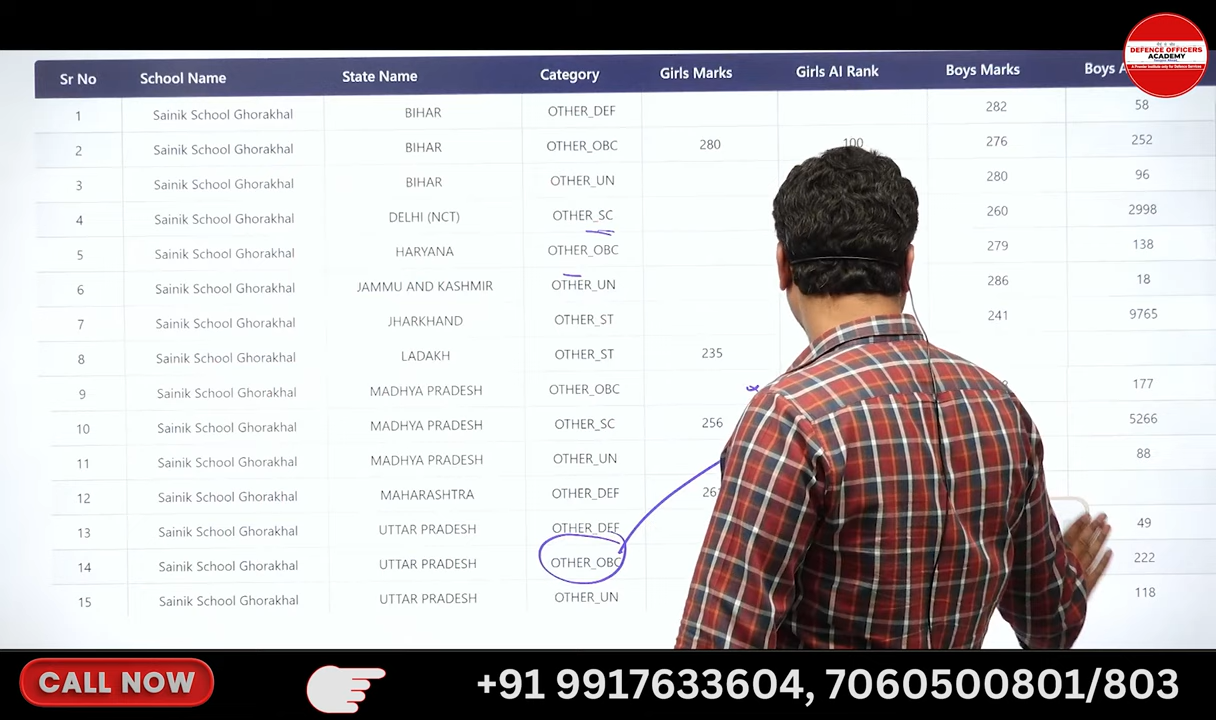 DEFENCE OFFICERS
ACADEMY
A Premier Institute only for Defence Services
Sr No School Name State Name Category Girls Marks Girls AI Rank Boys Marks Boys
1 Sainik School Ghorakhal BIHAR OTHER_DEF 282 58
2 Sainik School Ghorakhal BIHAR OTHER_OBC 280 100 276 252
3 Sainik School Ghorakhal BIHAR OTHER_UN 280 96
4 Sainik School Ghorakhal DELHI (NCT) OTHER_SC 260 2998
5 Sainik School Ghorakhal HARYANA OTHER_OBC 279 138
6 Sainik School Ghorakhal JAMMU AND KASHMIR OTHER_UN 286 18
7 Sainik School Ghorakhal JHARKHAND OTHER_ST 241 9765
8 Sainik School Ghorakhal LADAKH OTHER_ST 235
9 Sainik School Ghorakhal MADHYA PRADESH OTHER_OBC 177
10 Sainik School Ghorakhal MADHYA PRADESH OTHER_SC 256 5266
11 Sainik School Ghorakhal MADHYA PRADESH OTHER_UN 88
12 Sainik School Ghorakhal MAHARASHTRA OTHER_DEF
13 Sainik School Ghorakhal UTTAR PRADESH OTHER_DEF 49
14 Sainik School Ghorakhal UTTAR PRADESH OTHER_OBC 222
15 Sainik School Ghorakhal UTTAR PRADESH OTHER_UN 118
CALL NOW +91 9917633604, 7060500801/803